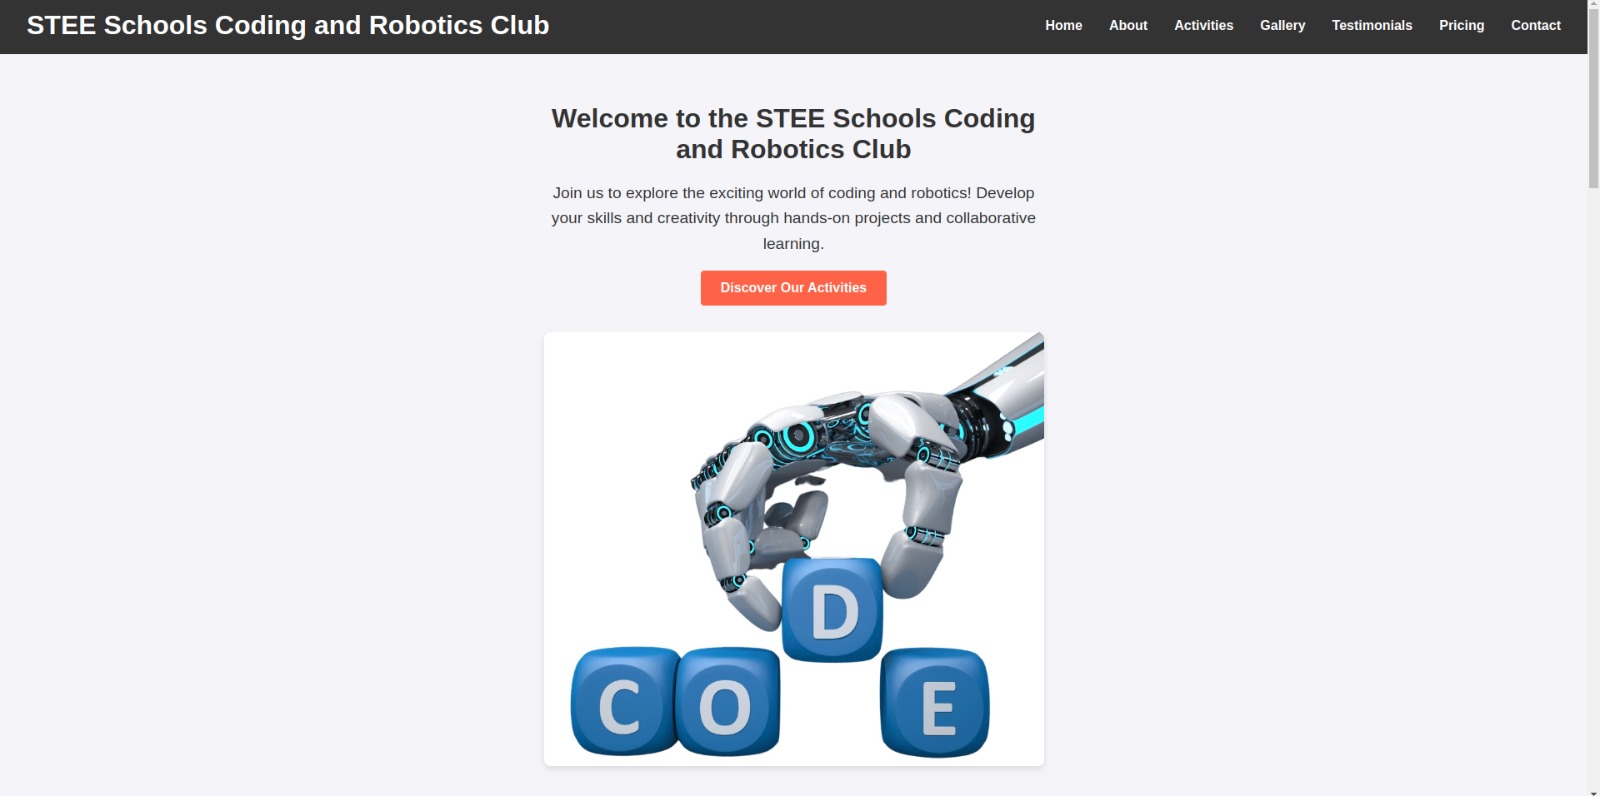 STEE Schools Coding and Robotics Club
Home About Activities Gallery Testimonials Pricing Contact
Welcome to the STEE Schools Coding
and Robotics Club
Join us to explore the exciting world of coding and robotics! Develop
your skills and creativity through hands-on projects and collaborative
learning.
Discover Our Activities
D
C O E